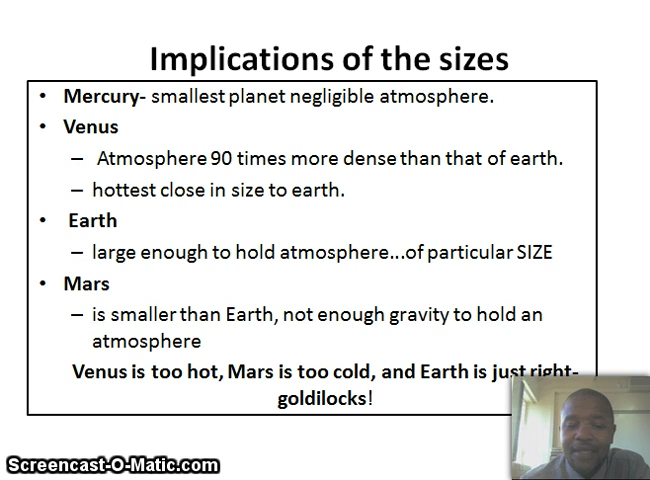 Implications of the sizes
• Mercury- smallest planet negligible atmosphere.
• Venus
– Atmosphere 90 times more dense than that of earth.
– hottest close in size to earth.
• Earth
– large enough to hold atmosphere...of particular SIZE
• Mars
– is smaller than Earth, not enough gravity to hold an
atmosphere
Venus is too hot, Mars is too cold, and Earth is just right-
goldilocks!
Screencast-O-Matic.com